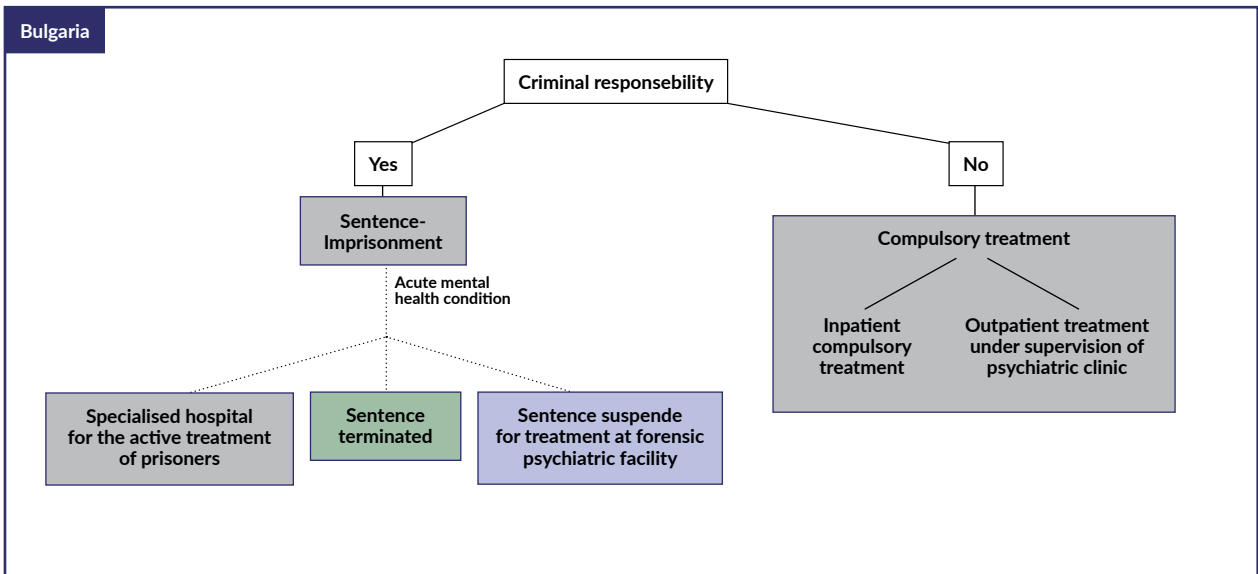 Bulgaria
Criminal responsebility
Yes
No
Sentence-
Imprisonment
Compulsory treatment
Acute mental
health condition
Inpatient
compulsory
treatment
Outpatient treatment
under supervision of
psychiatric clinic
Specialised hospital
for the active treatment
of prisoners
Sentence
terminated
Sentence suspende
for treatment at forensic
psychiatric facility